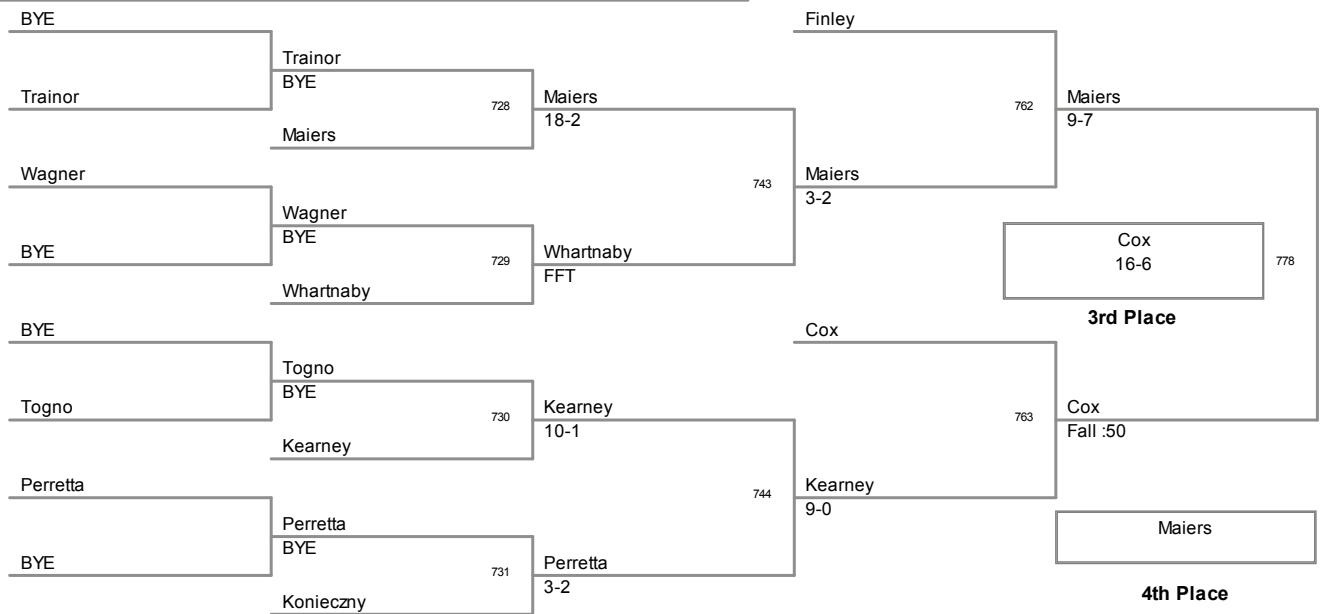 BYE
Finley
Trainor
BYE
Trainor
728
Maiers
18-2
762
Maiers
9-7
Maiers
Wagner
743
Maiers
3-2
Wagner
BYE
BYE
729
Whartnaby
FFT
Cox
16-6
778
Whartnaby
3rd Place
BYE
Cox
Togno
BYE
Togno
730
Kearney
10-1
763
Cox
Fall :50
Kearney
Perretta
744
Kearney
9-0
Perretta
BYE
Maiers
BYE
731
Perretta
3-2
4th Place
Konieczny